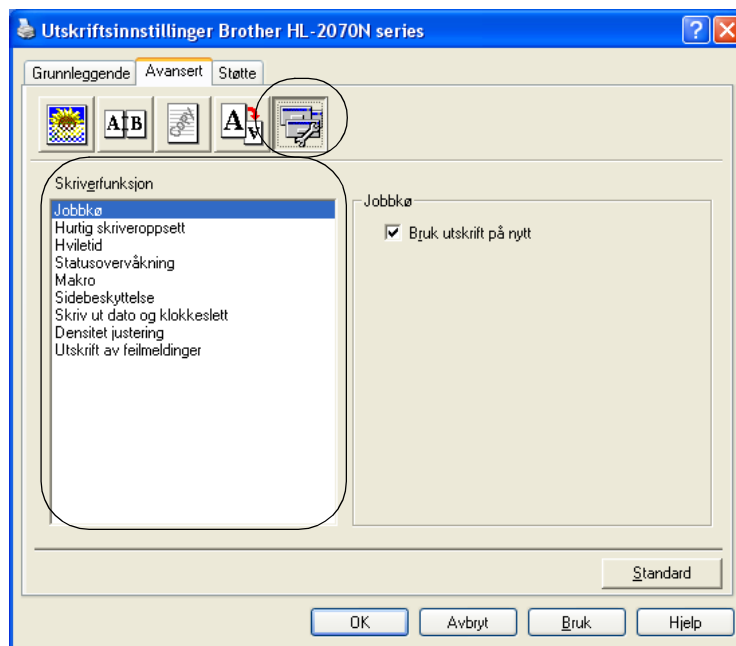 Utskriftsinnstillinger Brother HL-2070N series
Grunnleggende Avansert Støtte
A B COPY A A
Skriverfunksjon
Jobbkø
Hurtig skriveroppsett
Hviletid
Statusovervåkning
Makro
Sidebeskyttelse
Skriv ut dato og klokkeslett
Densitet justering
Utskrift av feilmeldinger
Jobbkø
Bruk utskrift på nytt
Standard
OK Avbryt Bruk Hjelp